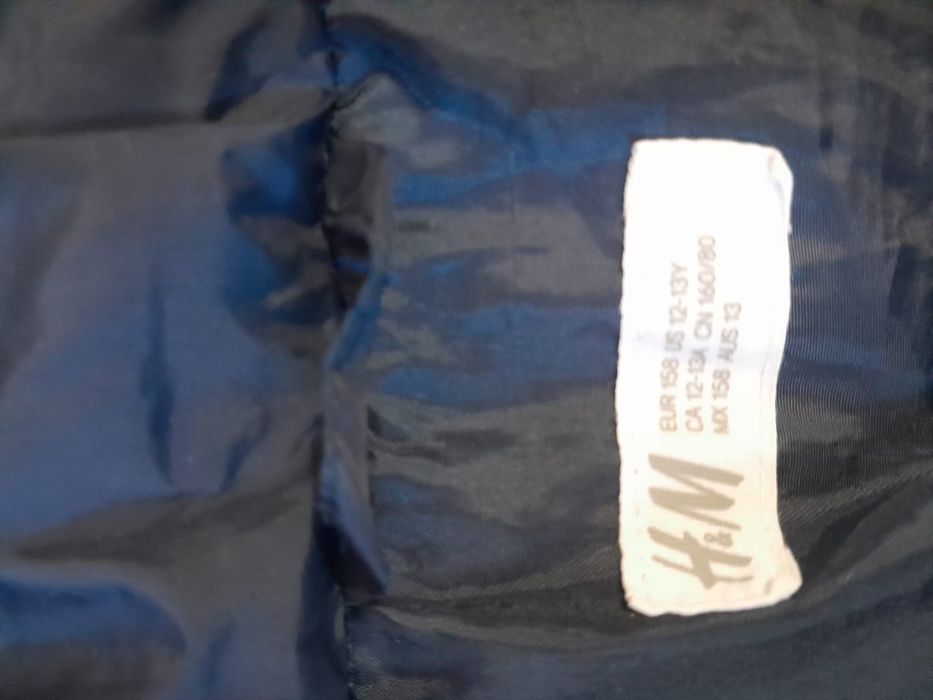 H&M
EUR 158 US 12-13Y
CA 12-13A CN 160/80
MX 158 AUS 13